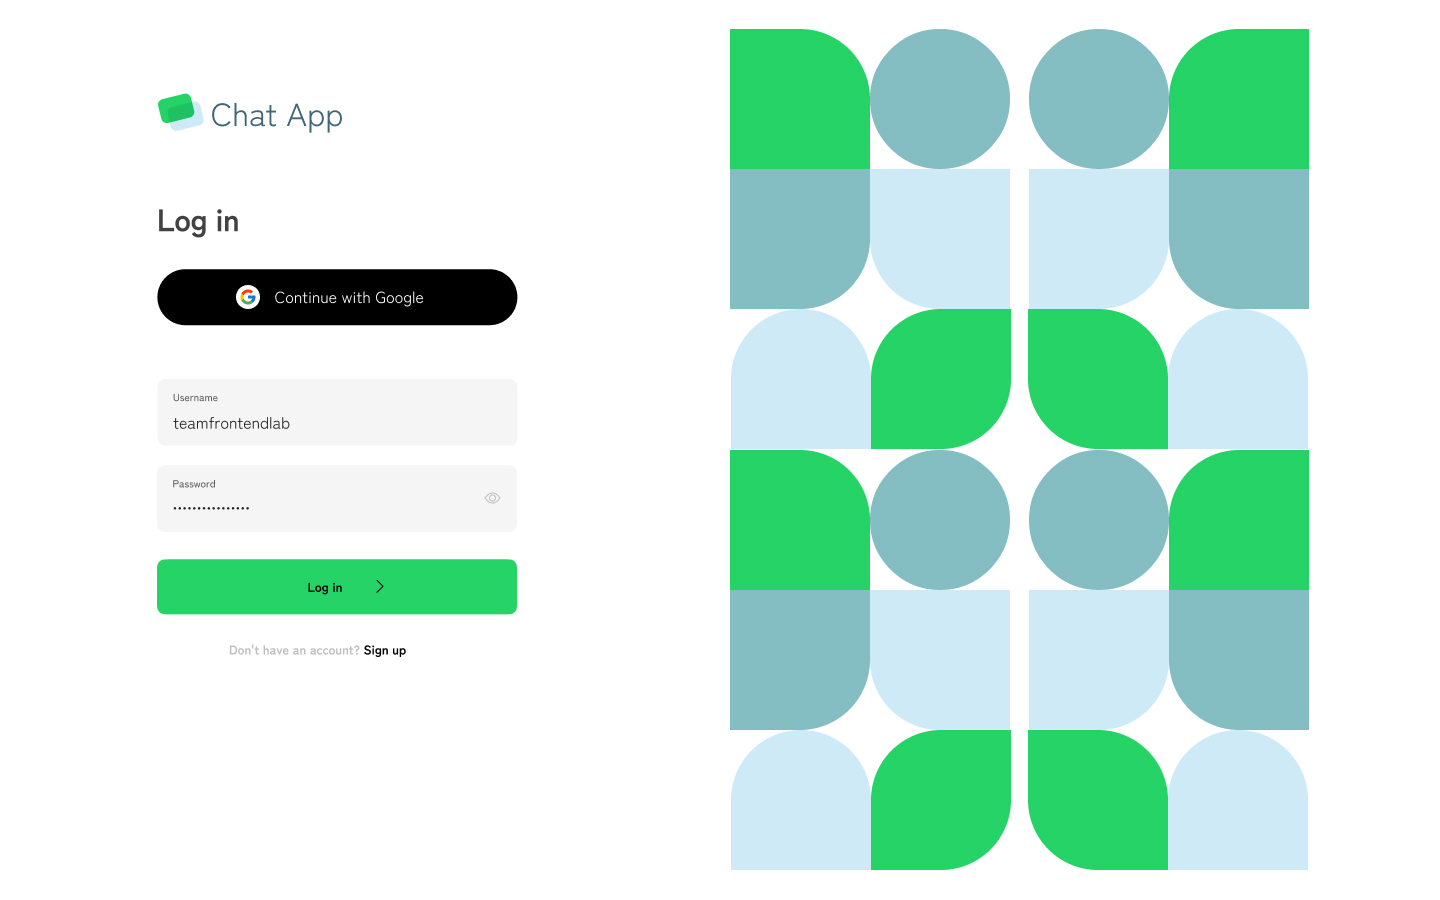 Chat App
Log in
Continue with Google
Username
teamfrontendlab
Password
••••••••••••••••
Log in
Don't have an account? Sign up